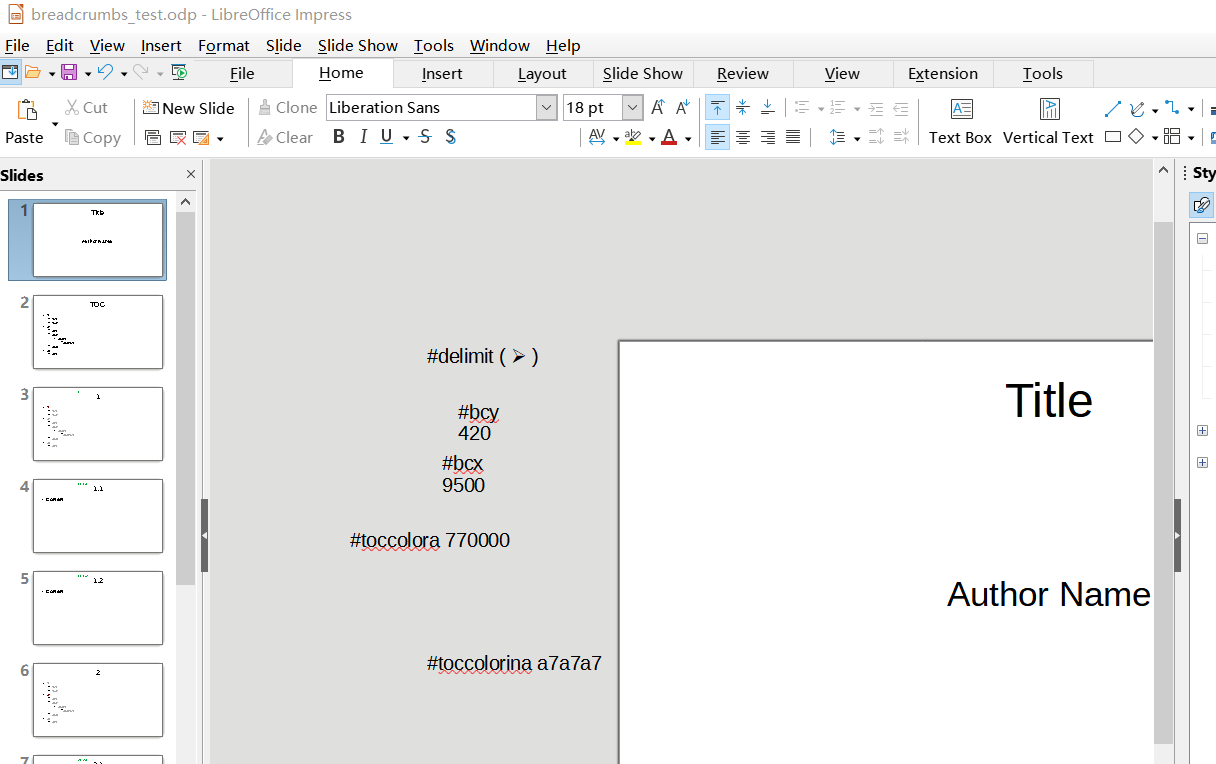 breadcrumbs_test.odp - LibreOffice Impress
File Edit View Insert Format Slide Slide Show Tools Window Help
File Home Insert Layout Slide Show Review View Extension Tools
Paste Cut Copy New Slide Clone Clear Liberation Sans 18 pt Text Box Vertical Text
B I U S S AV ab A
Slides
Sty
1
Title
Author Name
2
TOC
3
1
4
1.1
5
1.2
6
2
7
#delimit ( ➢ )
#bcy
420
#bcx
9500
#toccolora 770000
#toccolorina a7a7a7
Title
Author Name